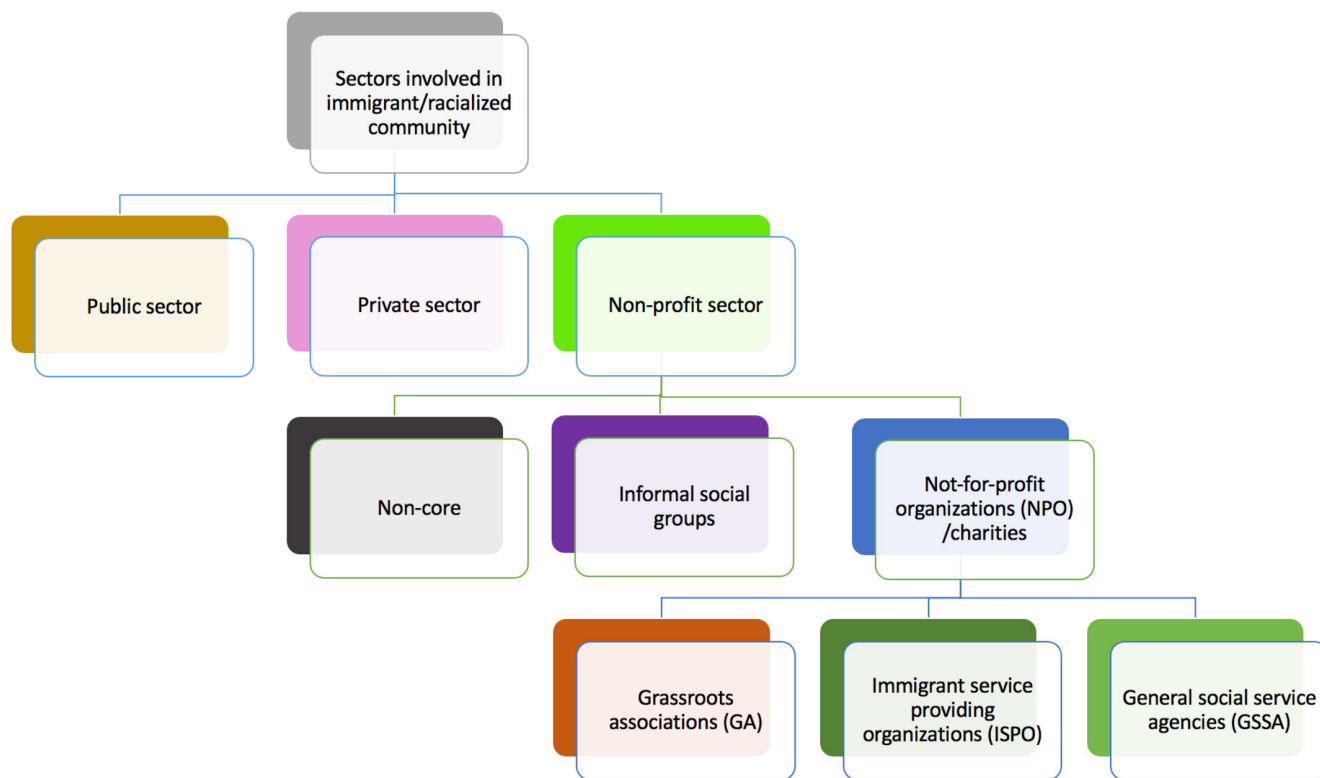 Sectors involved in
immigrant/racialized
community
Public sector
Private sector
Non-profit sector
Non-core
Informal social
groups
Not-for-profit
organizations (NPO)
/charities
Grassroots
associations (GA)
Immigrant service
providing
organizations (ISPO)
General social service
agencies (GSSA)